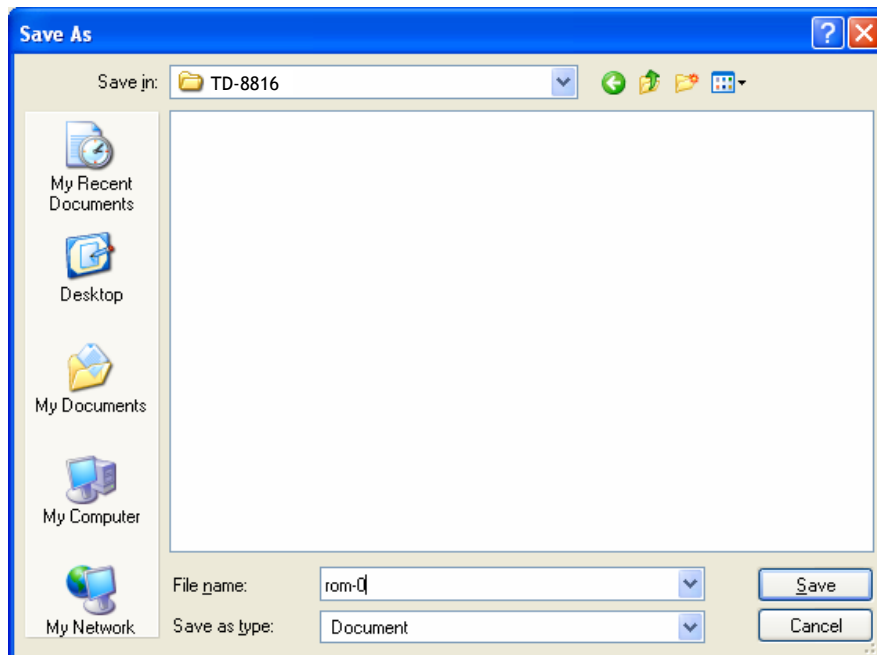 Save As
Save in:
TD-8816
My Recent
Documents
Desktop
My Documents
My Computer
My Network
File name:
rom-0
Save
Save as type:
Document
Cancel